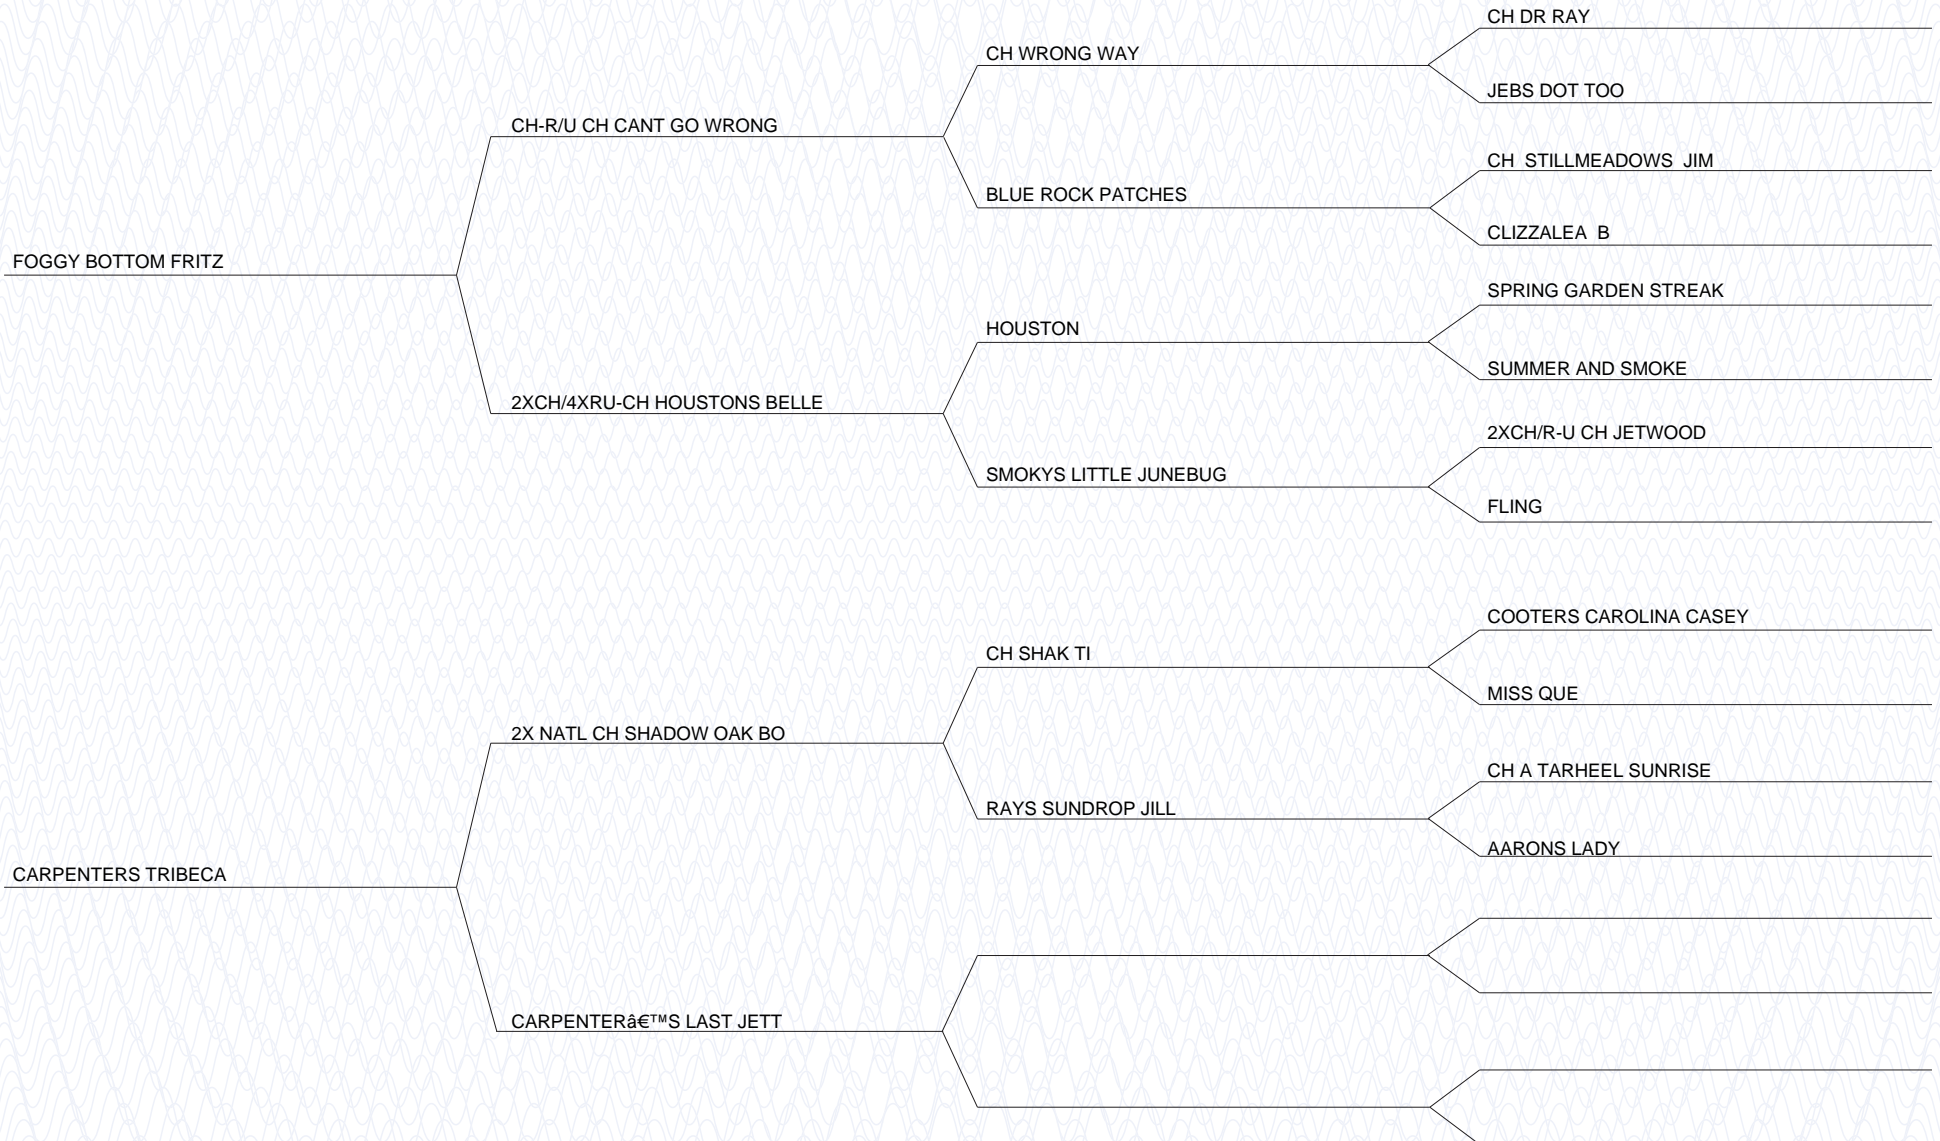 CH DR RAY
CH WRONG WAY
JEBS DOT TOO
CH-R/U CH CANT GO WRONG
CH  STILLMEADOWS  JIM
BLUE ROCK PATCHES
CLIZZALEA  B
FOGGY BOTTOM FRITZ
SPRING GARDEN STREAK
HOUSTON
SUMMER AND SMOKE
2XCH/4XRU-CH HOUSTONS BELLE
2XCH/R-U CH JETWOOD
SMOKYS LITTLE JUNEBUG
FLING
COOTERS CAROLINA CASEY
CH SHAK TI
MISS QUE
2X NATL CH SHADOW OAK BO
CH A TARHEEL SUNRISE
RAYS SUNDROP JILL
AARONS LADY
CARPENTERS TRIBECA
CARPENTER’S LAST JETT